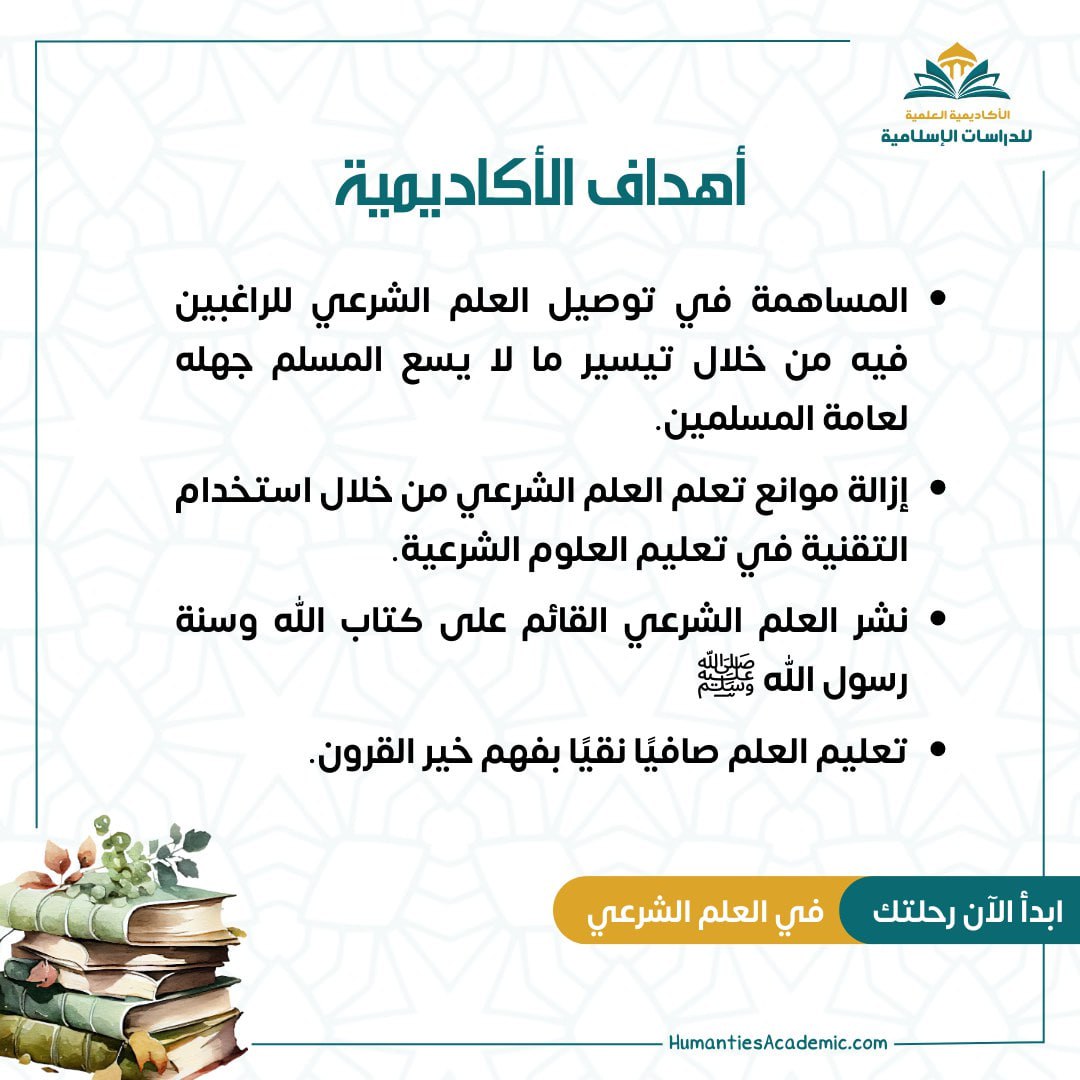 الأكاديمية العلمية
للدراسات الإسلامية
أهداف الأكاديمية
• المساهمة في توصيل العلم الشرعي للراغبين
فيه من خلال تيسير ما لا يسع المسلم جهله
لعامة المسلمين.
• إزالة موانع تعلم العلم الشرعي من خلال استخدام
التقنية في تعليم العلوم الشرعية.
• نشر العلم الشرعي القائم على كتاب الله وسنة
رسول الله ﷺ
• تعليم العلم صافيًا نقيًا بفهم خير القرون.
ابدأ الآن رحلتك في العلم الشرعي
HumantiesAcademic.com